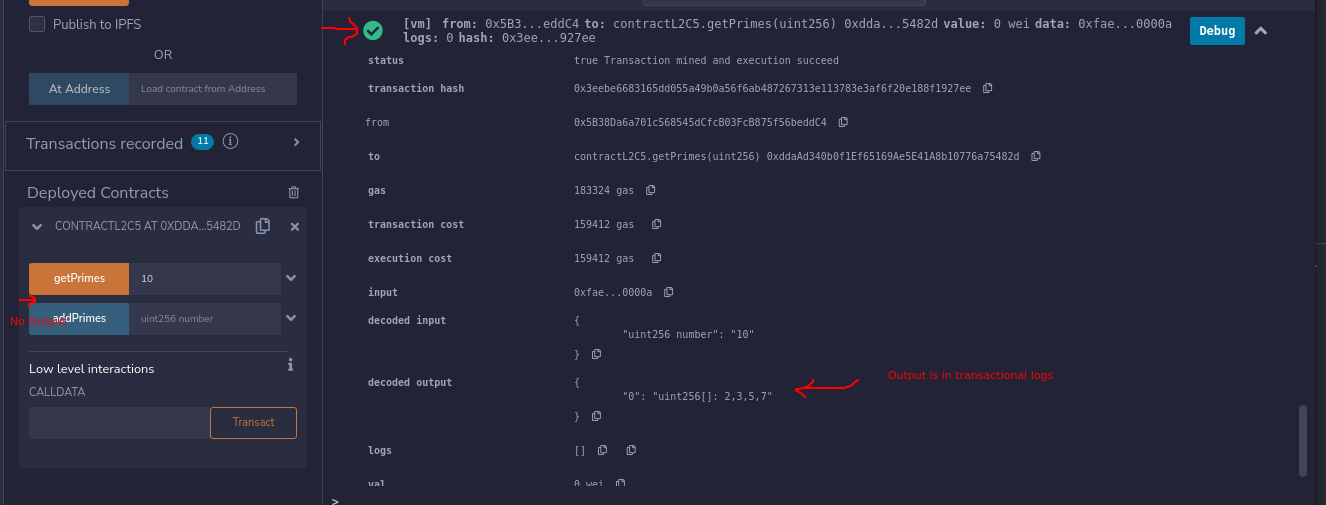 Publish to IPFS
OR
At Address
Load contract from Address
Transactions recorded 11
Deployed Contracts
CONTRACTL2C5 AT 0XDDA...5482D
getPrimes 10
No Output
addPrimes uint256 number
Low level interactions
CALLDATA
Transact
[vm] from: 0x5B3...eddC4 to: contractL2C5.getPrimes(uint256) 0xdda...5482d value: 0 wei data: 0xfae...0000a
logs: 0 hash: 0x3ee...927ee
Debug
status true Transaction mined and execution succeed
transaction hash 0x3eebe6683165dd055a49b0a56f6ab487267313e113783e3af6f20e188f1927ee
from 0x5B38Da6a701c568545dCfcB03FcB875f56beddC4
to contractL2C5.getPrimes(uint256) 0xddaAd340b0f1Ef65169Ae5E41A8b10776a75482d
gas 183324 gas
transaction cost 159412 gas
execution cost 159412 gas
input 0xfae...0000a
decoded input {
"uint256 number": "10"
}
decoded output {
"0": "uint256[]: 2,3,5,7"
}
Output is in transactional logs
logs []
val 0 wei
>